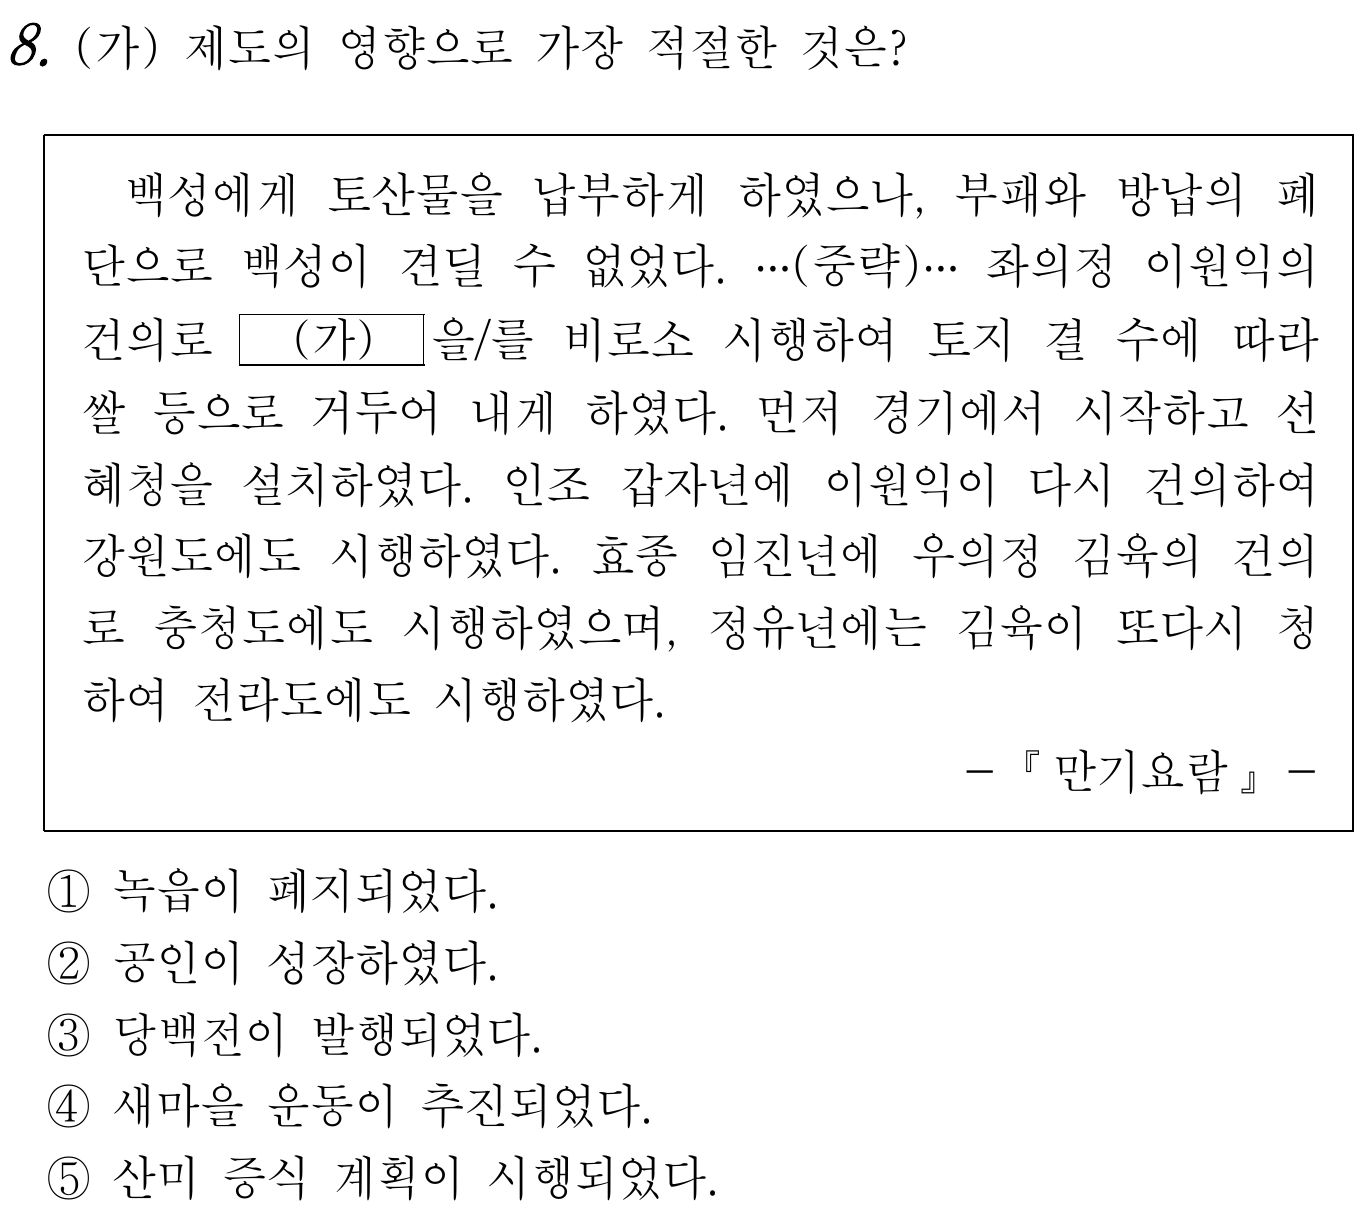 8. (가) 제도의 영향으로 가장 적절한 것은?
백성에게 토산물을 납부하게 하였으나, 부패와 방납의 폐
단으로 백성이 견딜 수 없었다. …(중략)… 좌의정 이원익의
건의로 (가) 을/를 비로소 시행하여 토지 결 수에 따라
쌀 등으로 거두어 내게 하였다. 먼저 경기에서 시작하고 선
혜청을 설치하였다. 인조 갑자년에 이원익이 다시 건의하여
강원도에도 시행하였다. 효종 임진년에 우의정 김육의 건의
로 충청도에도 시행하였으며, 정유년에는 김육이 또다시 청
하여 전라도에도 시행하였다.
- 『만기요람』 -
① 녹읍이 폐지되었다.
② 공인이 성장하였다.
③ 당백전이 발행되었다.
④ 새마을 운동이 추진되었다.
⑤ 산미 증식 계획이 시행되었다.